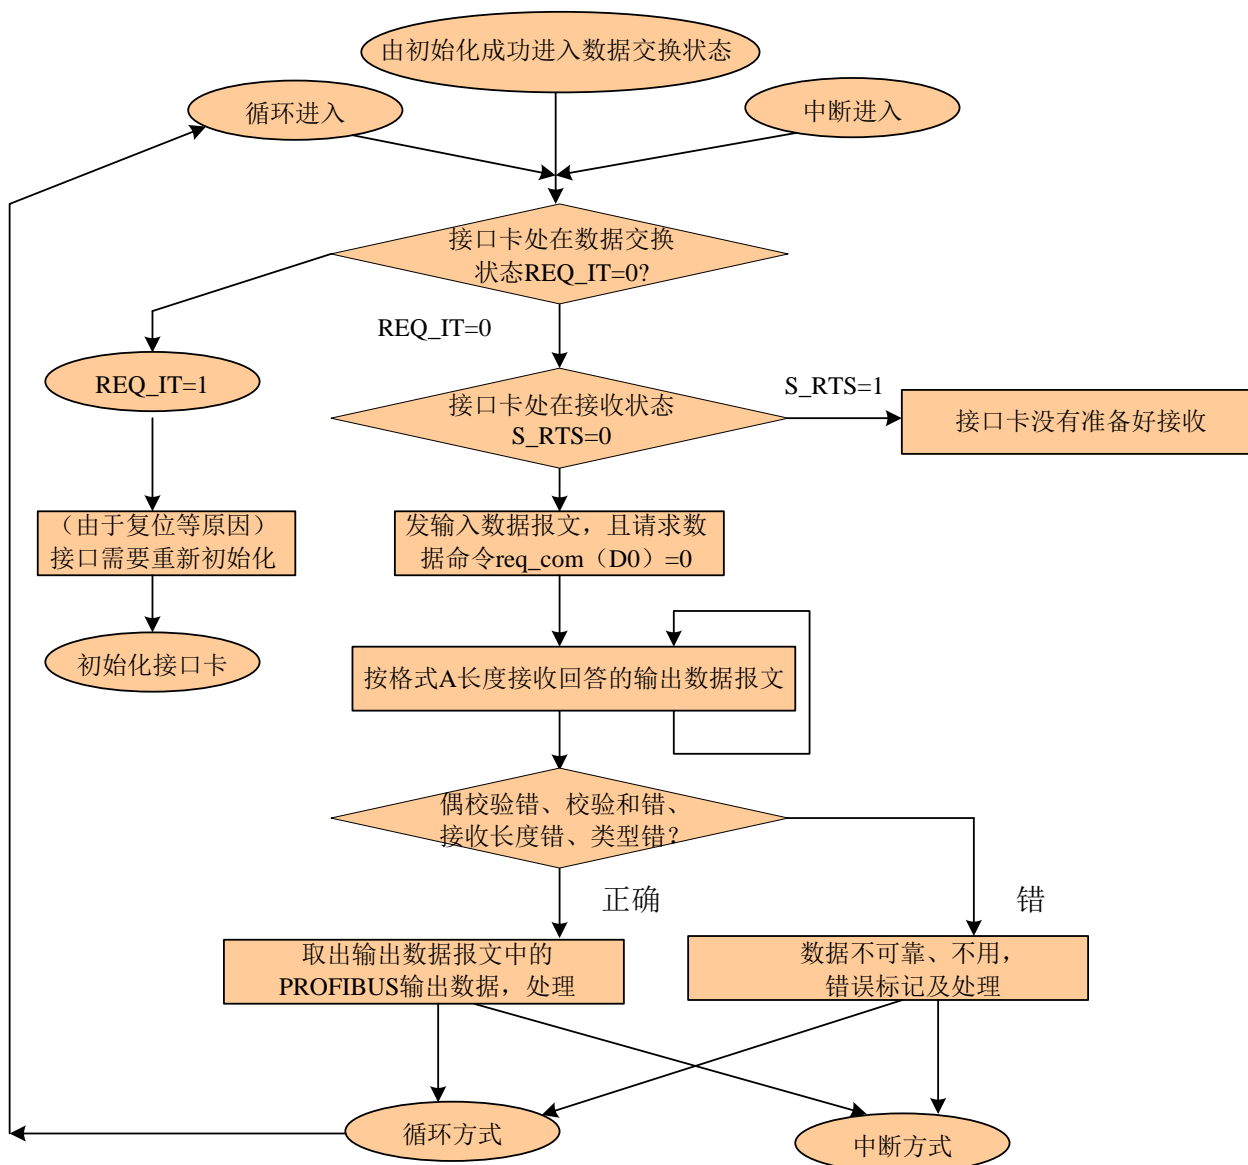 由初始化成功进入数据交换状态
循环进入
中断进入
接口卡处在数据交换
状态REQ_IT=0?
REQ_IT=0
REQ_IT=1
接口卡处在接收状态
S_RTS=0
S_RTS=1
接口卡没有准备好接收
（由于复位等原因）
接口需要重新初始化
发输入数据报文，且请求数
据命令req_com（D0）=0
初始化接口卡
按格式A长度接收回答的输出数据报文
偶校验错、校验和错、
接收长度错、类型错？
正确
错
取出输出数据报文中的
PROFIBUS输出数据，处理
数据不可靠、不用，
错误标记及处理
循环方式
中断方式